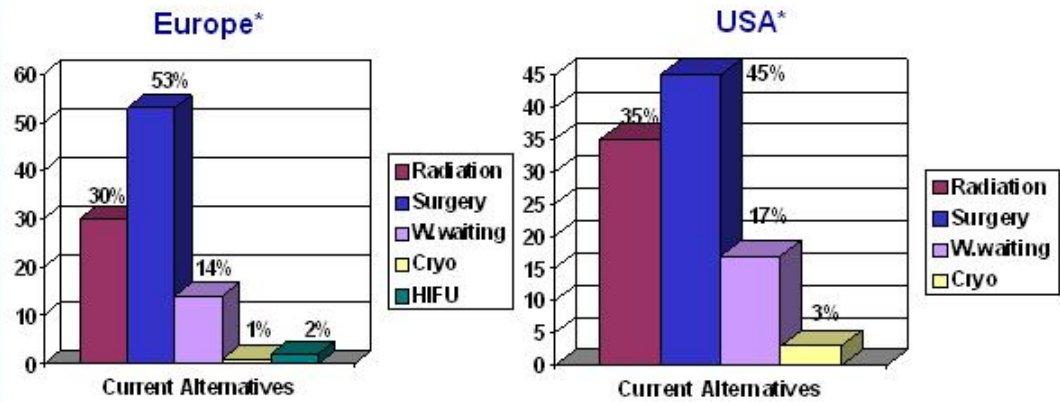 Europe*
60
50
40
30
20
10
0
30%
53%
14%
1%
2%
Current Alternatives
Radiation
Surgery
W.waiting
Cryo
HIFU
USA*
45
40
35
30
25
20
15
10
5
0
35%
45%
17%
3%
Current Alternatives
Radiation
Surgery
W.waiting
Cryo